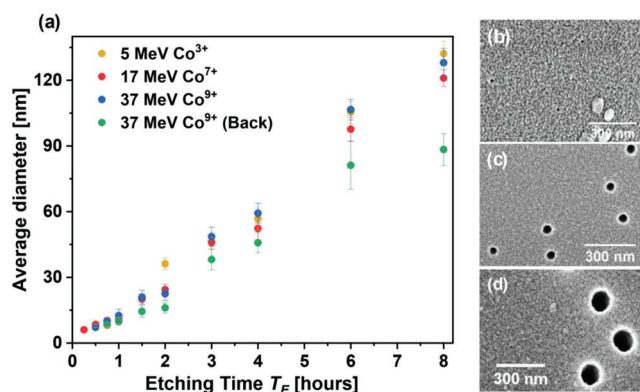 (a)
5 MeV Co3+
17 MeV Co7+
37 MeV Co9+
37 MeV Co9+ (Back)
Average diameter [nm]
130
120
90
60
30
0
0 1 2 3 4 5 6 7 8
Etching Time TE [hours]
(b)
300 nm
(c)
300 nm
(d)
300 nm